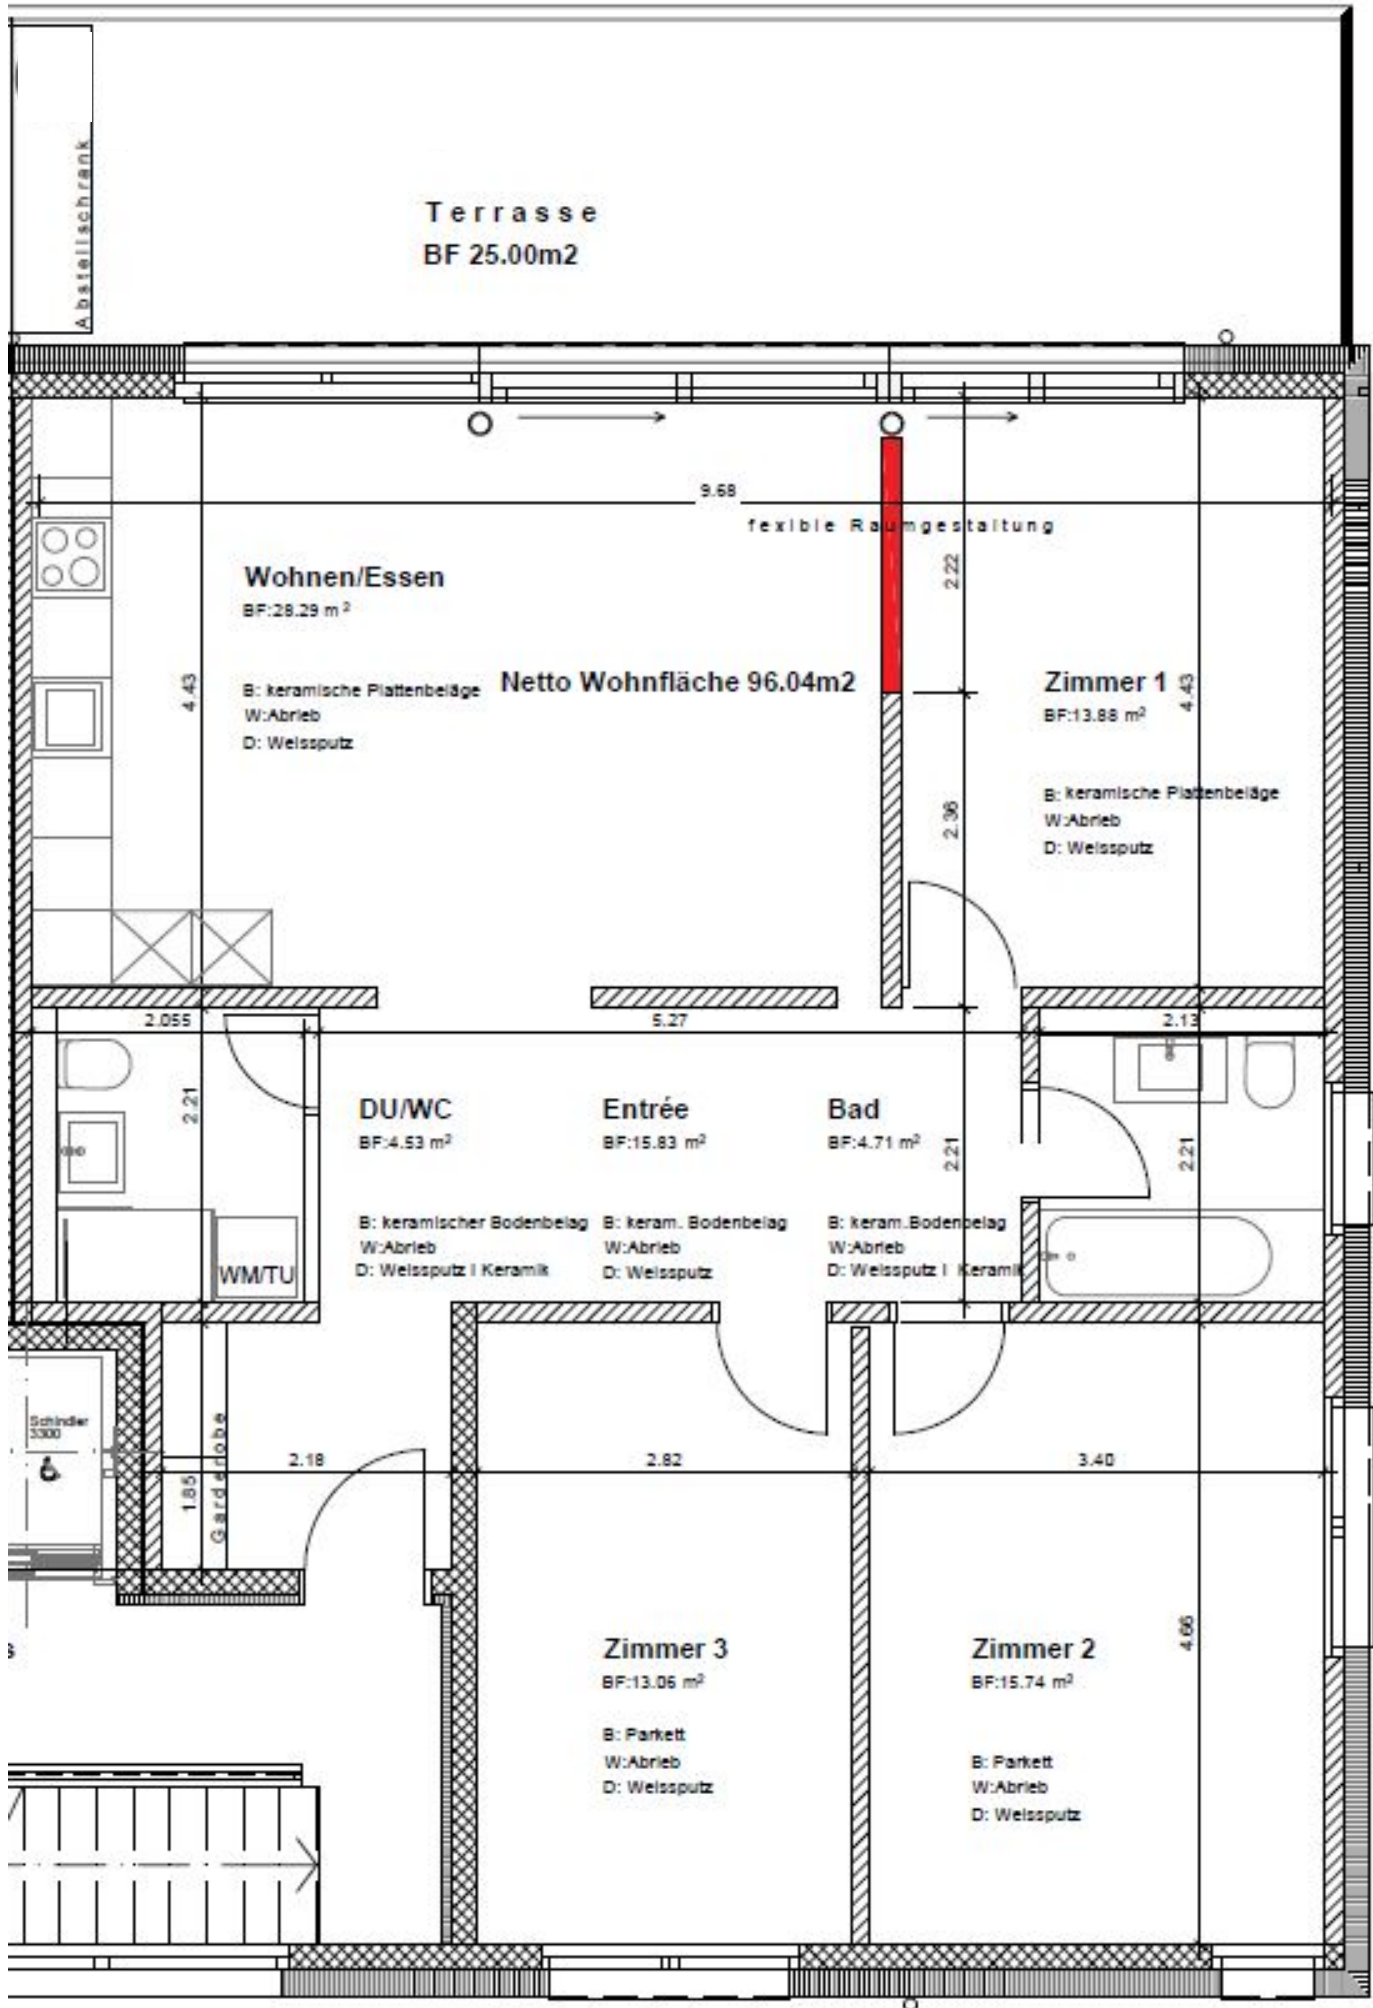 Abstellschrank
Terrasse
BF 25.00m2
9.68
fexible Raumgestaltung
2.22
Wohnen/Essen
BF:28.29 m²
4.43
B: keramische Plattenbeläge
W:Abrieb
D: Weissputz
Netto Wohnfläche 96.04m2
Zimmer 1
BF:13.88 m²
4.43
B: keramische Plattenbeläge
W:Abrieb
D: Weissputz
2.36
2.055
5.27
2.13
2.21
DU/WC
BF:4.53 m²
B: keramischer Bodenbelag
W:Abrieb
D: Weissputz I Keramik
Entrée
BF:15.83 m²
B: keram. Bodenbelag
W:Abrieb
D: Weissputz
Bad
BF:4.71 m²
B: keram.Bodenbelag
W:Abrieb
D: Weissputz I Keramik
2.21
2.21
WM/TU
Schindler
3300
Garderobe
1.85
2.18
2.82
3.40
4.66
Zimmer 3
BF:13.06 m²
B: Parkett
W:Abrieb
D: Weissputz
Zimmer 2
BF:15.74 m²
B: Parkett
W:Abrieb
D: Weissputz
s